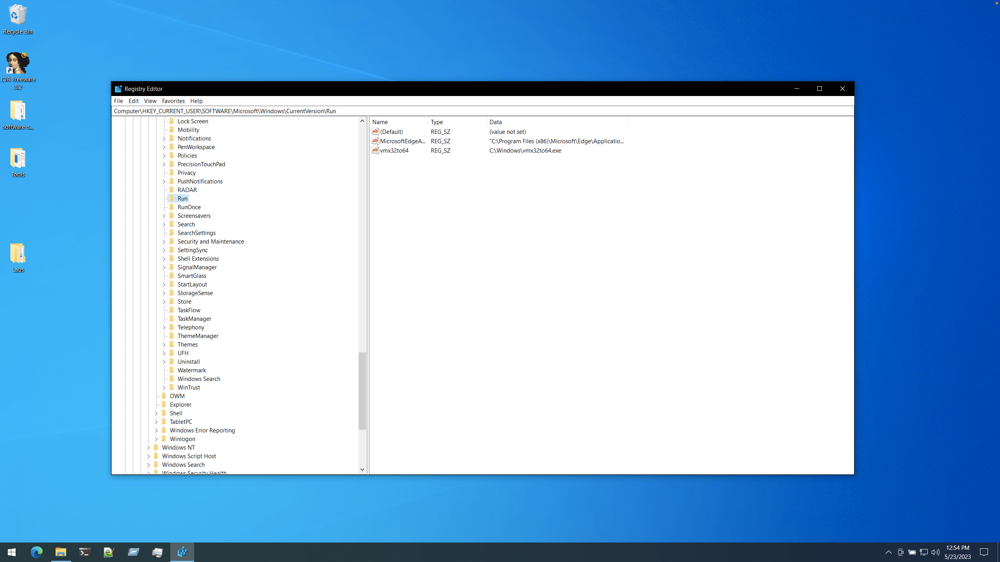 Recycle Bin
IDA Freeware
8.2
software-s...
Tools
Labs
Registry Editor
File Edit View Favorites Help
Computer\HKEY_CURRENT_USER\SOFTWARE\Microsoft\Windows\CurrentVersion\Run
Lock Screen
Mobility
Notifications
PenWorkspace
Policies
PrecisionTouchPad
Privacy
PushNotifications
RADAR
Run
RunOnce
Screensavers
Search
SearchSettings
Security and Maintenance
SettingSync
Shell Extensions
SignalManager
SmartGlass
StartLayout
StorageSense
Store
TaskFlow
TaskManager
Telephony
ThemeManager
Themes
UFH
Uninstall
Watermark
Windows Search
WinTrust
DWM
Explorer
Shell
TabletPC
Windows Error Reporting
Winlogon
Windows NT
Windows Script Host
Windows Search
Windows Security Health
Name Type Data
(Default) REG_SZ (value not set)
MicrosoftEdgeA... REG_SZ "C:\Program Files (x86)\Microsoft\Edge\Applicatio...
vmx32to64 REG_SZ C:\Windows\vmx32to64.exe
12:54 PM
5/23/2023